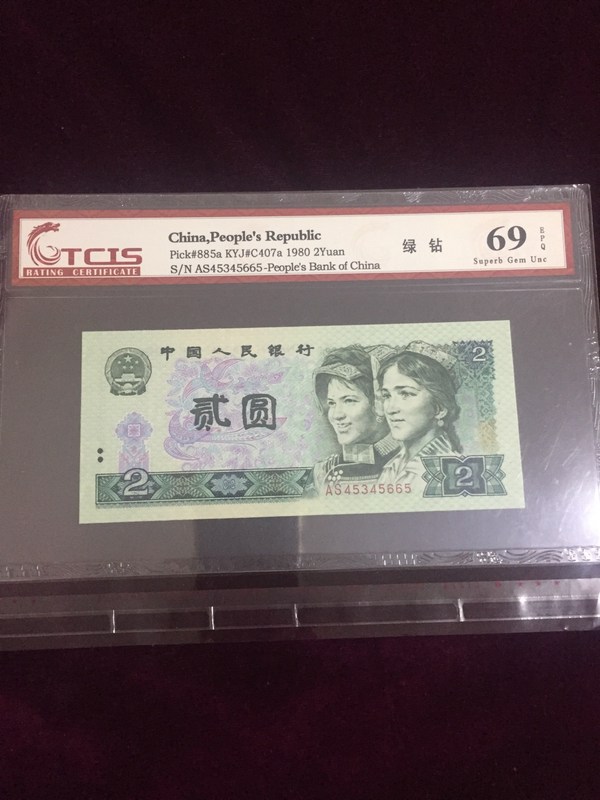 TCIS
RATING CERTIFICATE
China,People's Republic
Pick#885a KYJ#C407a 1980 2Yuan
S/N AS45345665-People's Bank of China
绿钻
69
EPQ
Superb Gem Unc
中国人民银行
2
贰圆
2
AS45345665
2